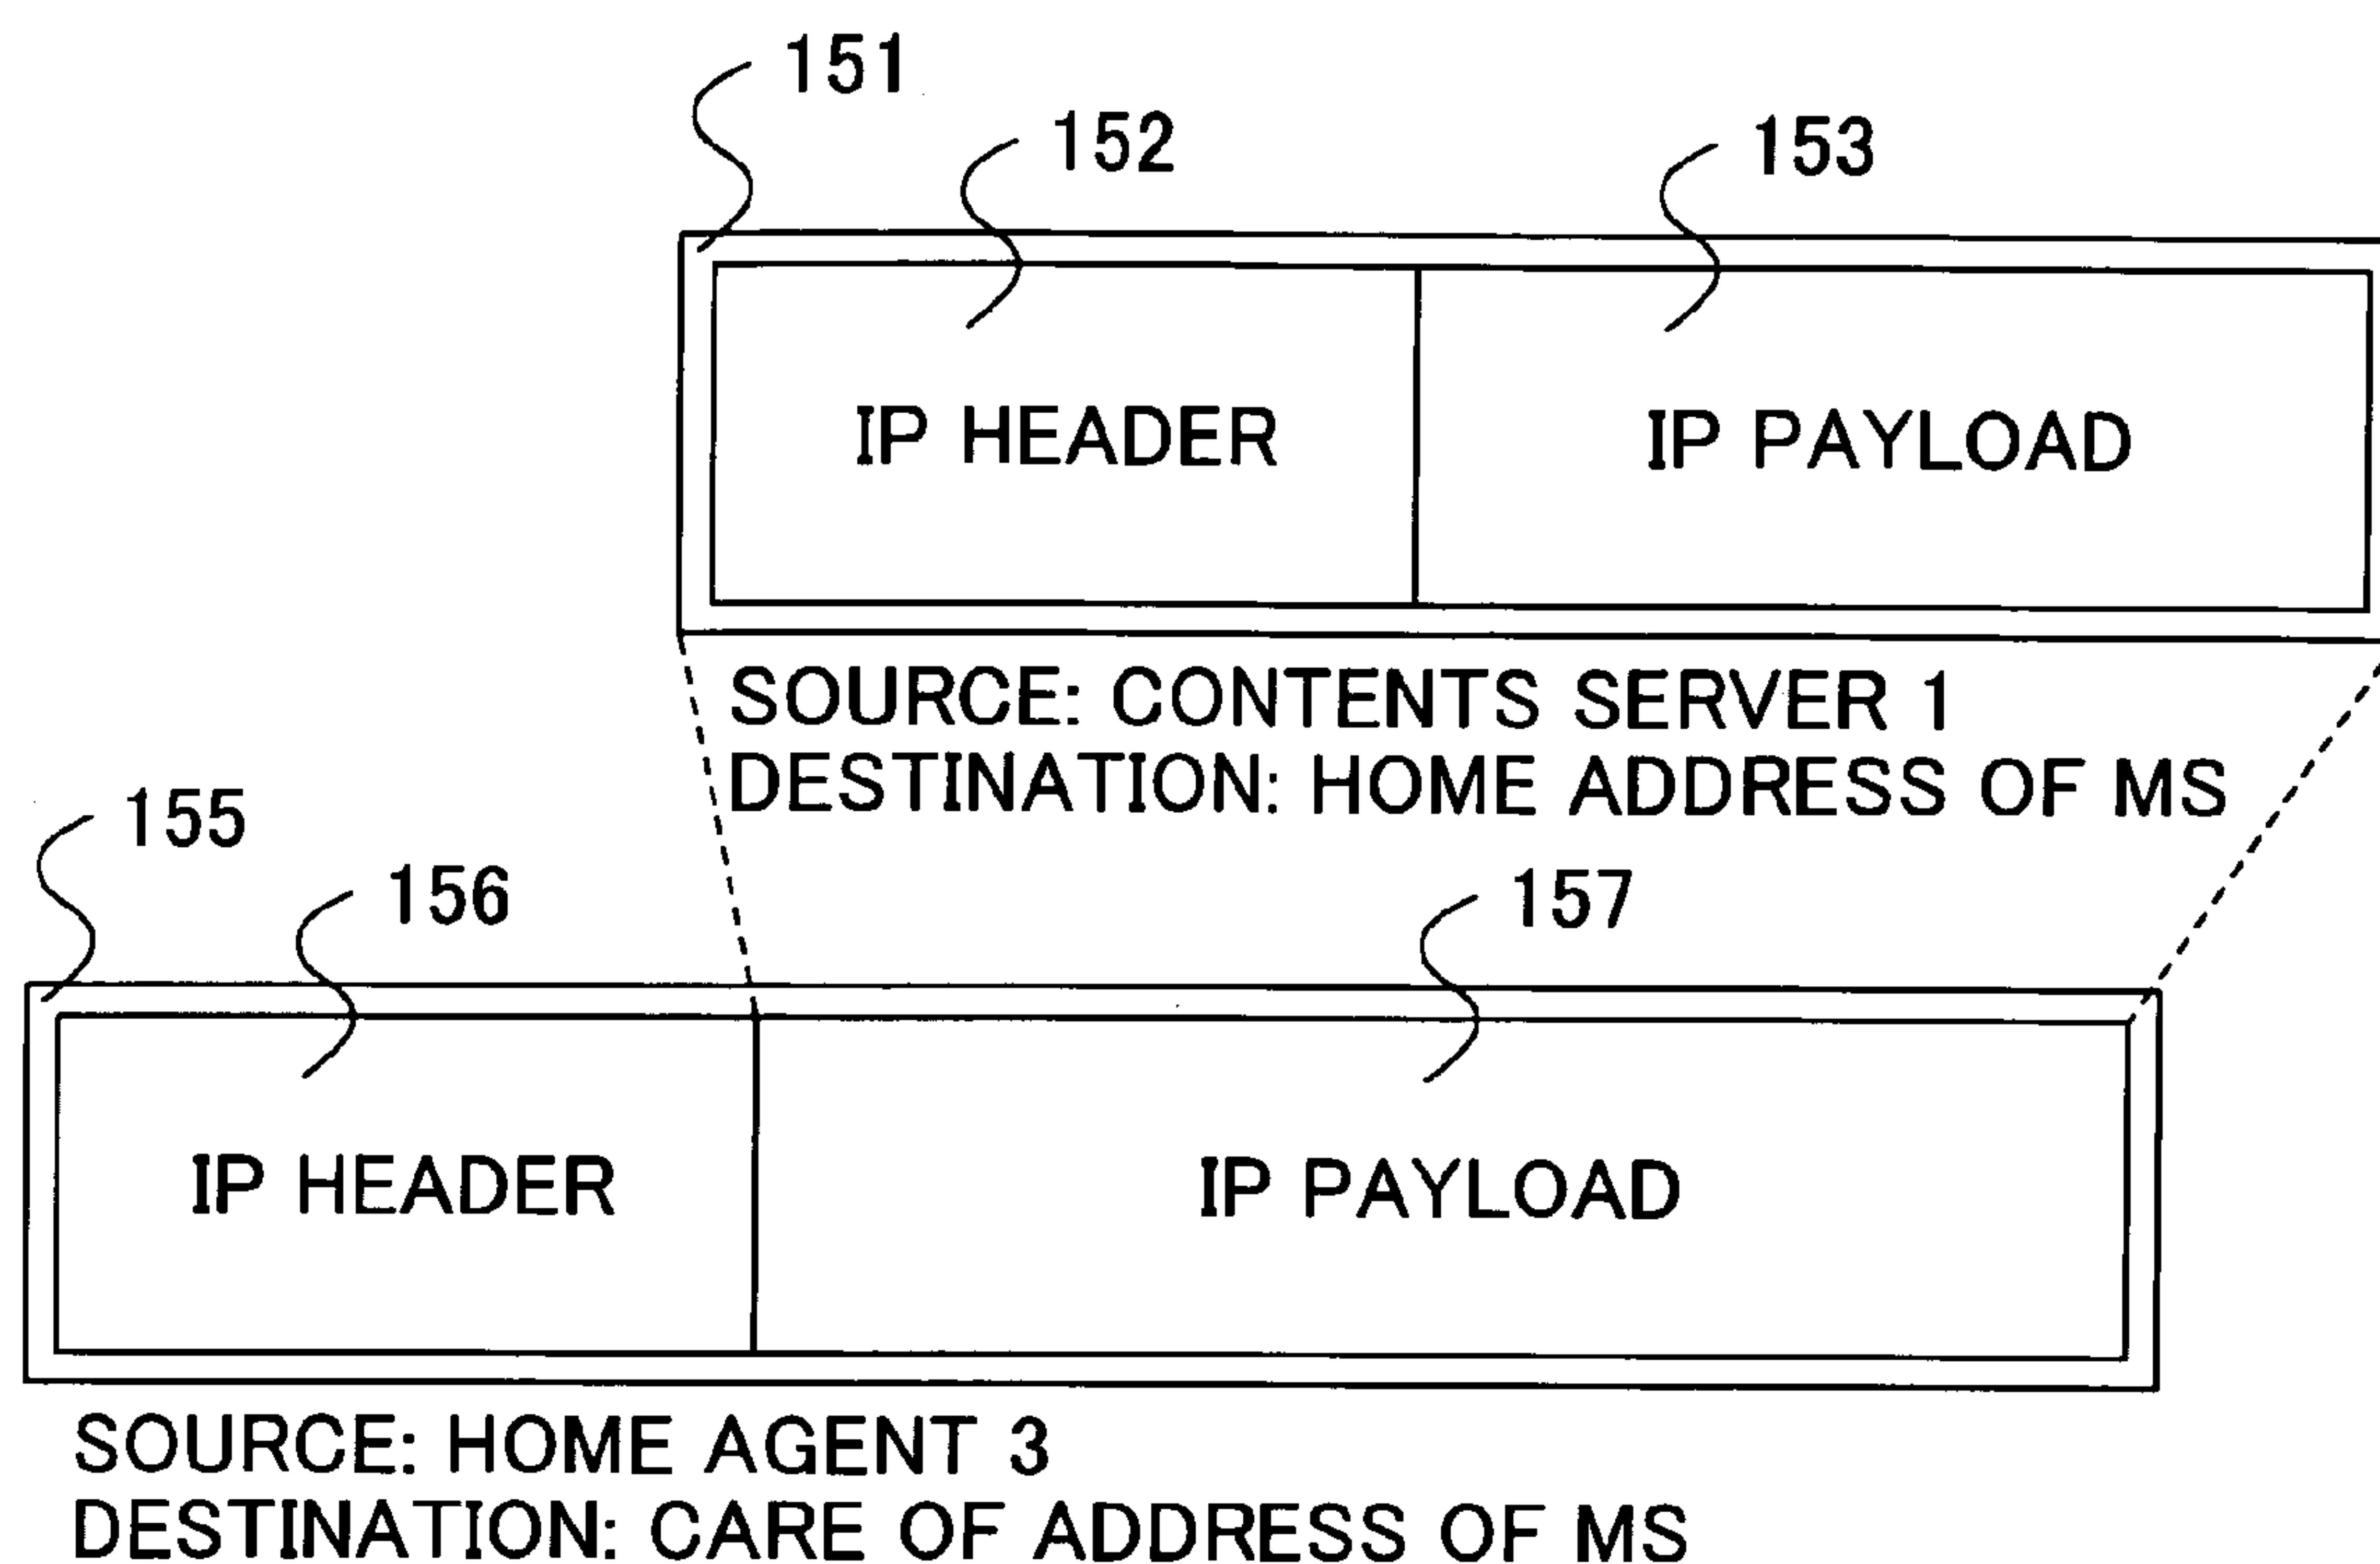 151
152
153
IP HEADER
IP PAYLOAD
SOURCE: CONTENTS SERVER 1
DESTINATION: HOME ADDRESS OF MS
155
156
157
IP HEADER
IP PAYLOAD
SOURCE: HOME AGENT 3
DESTINATION: CARE OF ADDRESS OF MS